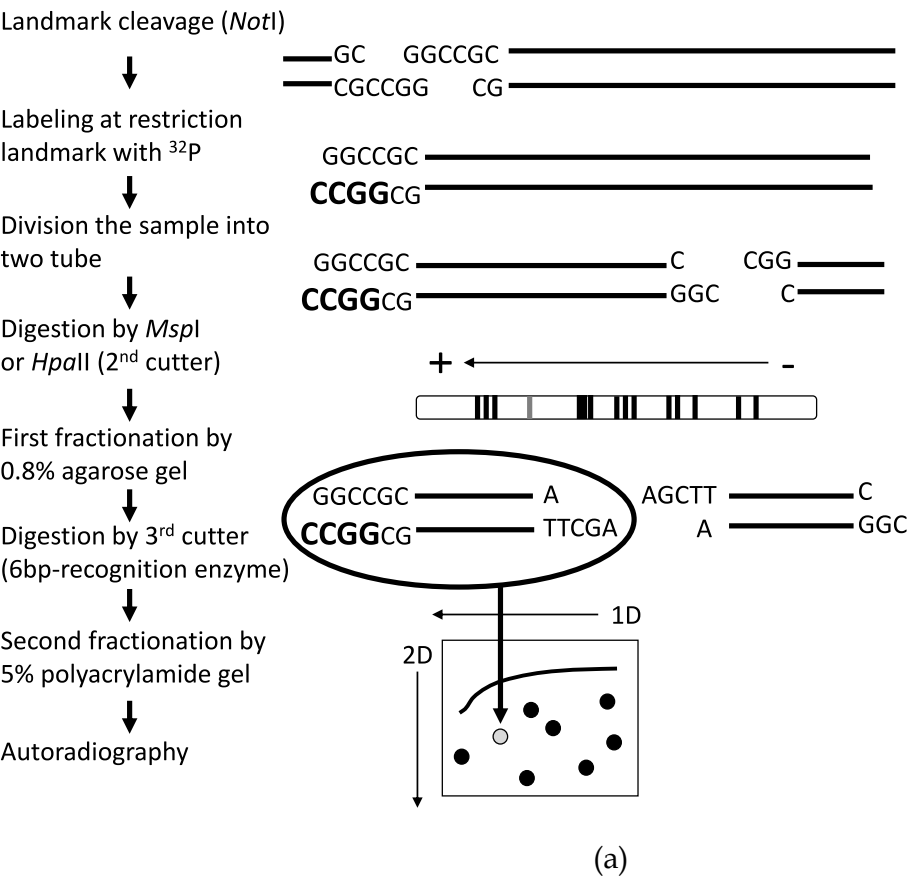 Landmark cleavage (NotI)
GC GGCCGC
CGCCGG CG
Labeling at restriction
landmark with ³²P
GGCCGC
CCGGCG
Division the sample into
two tube
GGCCGC C CGG
CCGGCG GGC C
Digestion by MspI
or HpaII (2nd cutter)
+ -
First fractionation by
0.8% agarose gel
GGCCGC A AGCTT C
CCGGCG TTCGA A GGC
Digestion by 3rd cutter
(6bp-recognition enzyme)
1D
Second fractionation by
5% polyacrylamide gel
2D
Autoradiography
(a)